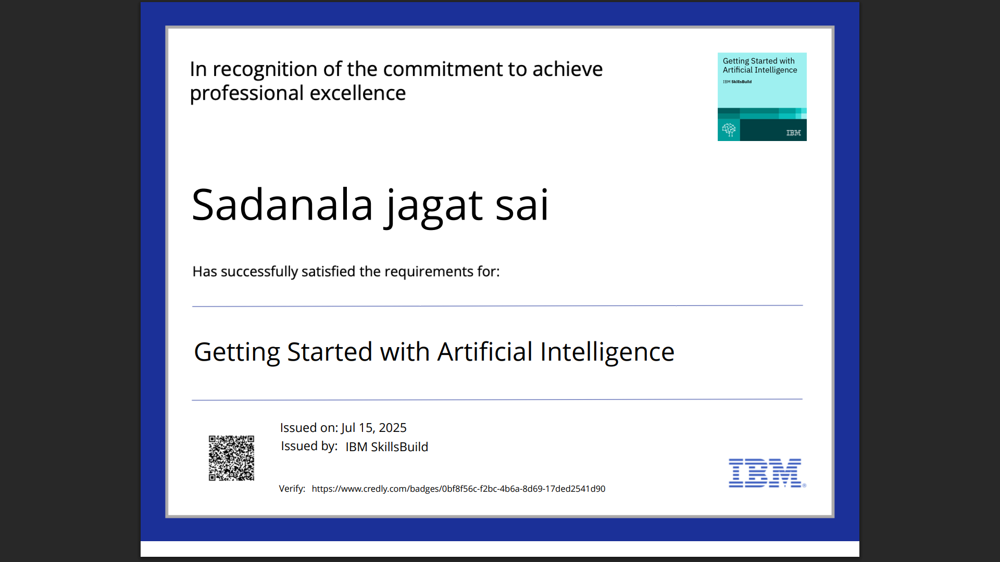 In recognition of the commitment to achieve
professional excellence
Getting Started with
Artificial Intelligence
IBM SkillsBuild
IBM
Sadanala jagat sai
Has successfully satisfied the requirements for:
Getting Started with Artificial Intelligence
Issued on: Jul 15, 2025
Issued by: IBM SkillsBuild
Verify: https://www.credly.com/badges/0bf8f56c-f2bc-4b6a-8d69-17ded2541d90
IBM®